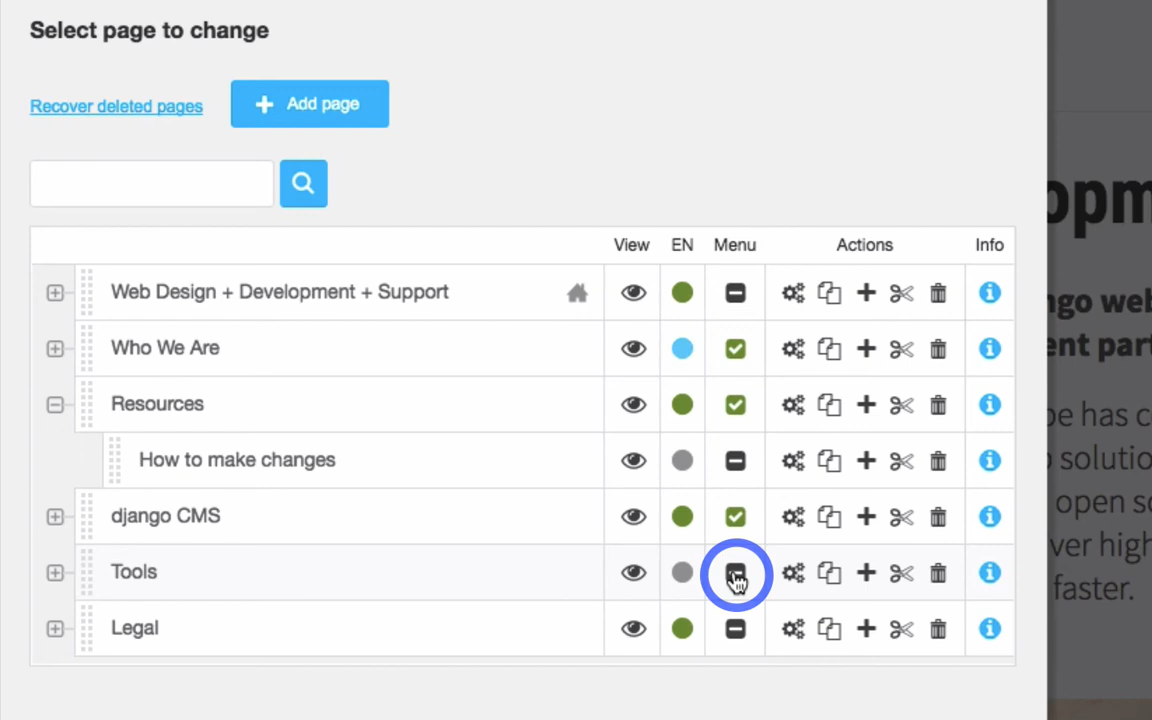 Select page to change
Recover deleted pages
Add page
View EN Menu Actions Info
Web Design + Development + Support
Who We Are
Resources
How to make changes
django CMS
Tools
Legal
faster.